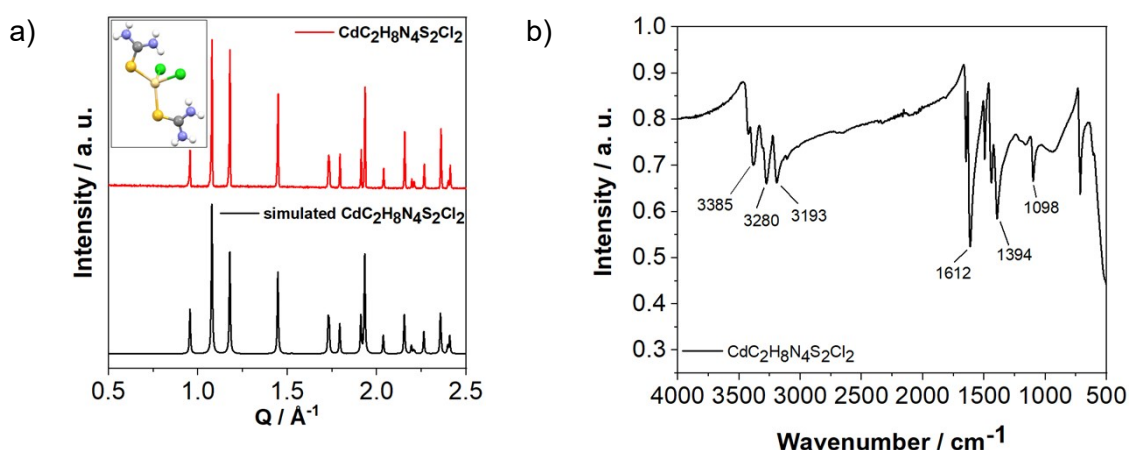 a)
CdC₂H₈N₄S₂Cl₂
simulated CdC₂H₈N₄S₂Cl₂
Intensity / a. u.
0.5 1.0 1.5 2.0 2.5
Q / Å⁻¹
b)
1.0
0.9
0.8
0.7
0.6
0.5
0.4
0.3
Intensity / a. u.
3385
3280
3193
1612
1394
1098
CdC₂H₈N₄S₂Cl₂
4000 3500 3000 2500 2000 1500 1000 500
Wavenumber / cm⁻¹